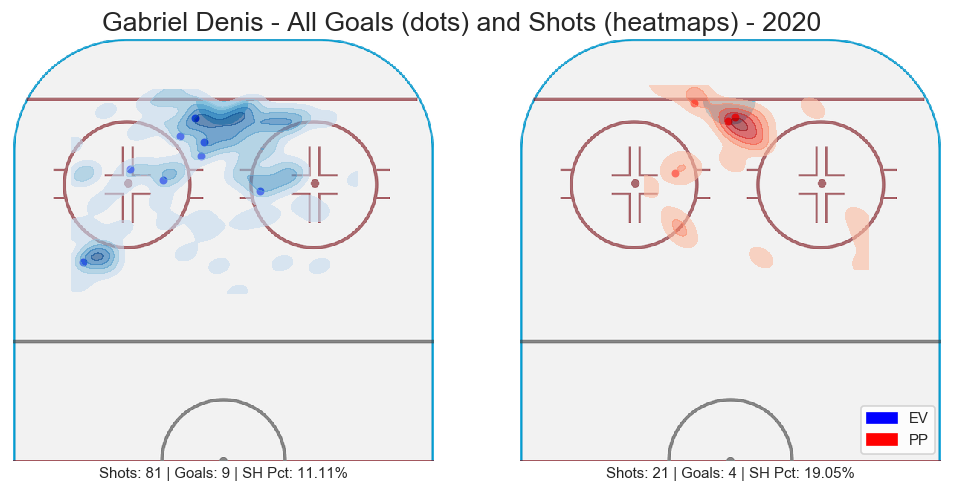 Gabriel Denis - All Goals (dots) and Shots (heatmaps) - 2020
EV
PP
Shots: 81 | Goals: 9 | SH Pct: 11.11%
Shots: 21 | Goals: 4 | SH Pct: 19.05%